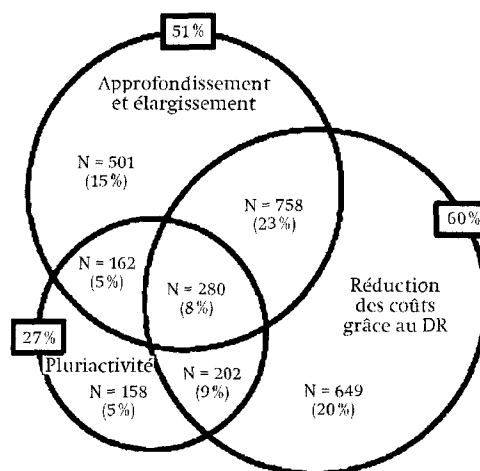 51%
Approfondissement
et élargissement
N = 501
(15%)
N = 758
(23%)
60%
N = 162
(5%)
N = 280
(8%)
Réduction
des coûts
grâce au DR
27%
Pluriactivité
N = 158
(5%)
N = 202
(9%)
N = 649
(20%)